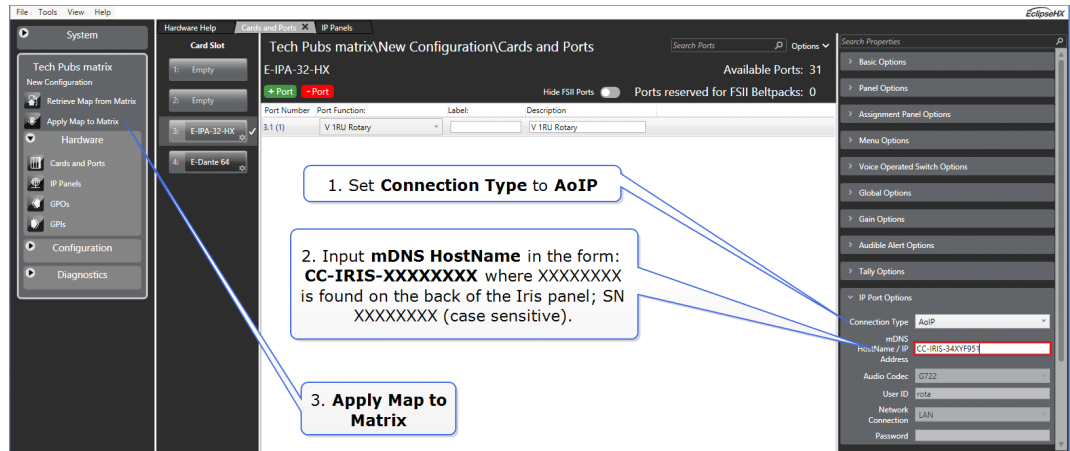 File Tools View Help
EclipseHX
System
Tech Pubs matrix
New Configuration
Retrieve Map from Matrix
Apply Map to Matrix
Hardware
Cards and Ports
IP Panels
GPOs
GPIs
Configuration
Diagnostics
Hardware Help Cards and Ports IP Panels
Card Slot
1: Empty
2: Empty
3: E-IPA-32-HX
4: E-Dante 64
Tech Pubs matrix\New Configuration\Cards and Ports
Search Ports
Options
E-IPA-32-HX
Available Ports: 31
+ Port
- Port
Hide FSII Ports
Ports reserved for FSII Beltpacks: 0
Port Number Port Function: Label: Description
3.1 (1) V 1RU Rotary V 1RU Rotary
1. Set Connection Type to AoIP
2. Input mDNS HostName in the form:
CC-IRIS-XXXXXXXX where XXXXXXXX
is found on the back of the Iris panel; SN
XXXXXXXX (case sensitive).
3. Apply Map to
Matrix
Search Properties
Basic Options
Panel Options
Assignment Panel Options
Menu Options
Voice Operated Switch Options
Global Options
Gain Options
Audible Alert Options
Tally Options
IP Port Options
Connection Type AoIP
mDNS
HostName / IP CC-IRIS-34XYF951
Address
Audio Codec G722
User ID rota
Network
Connection LAN
Password